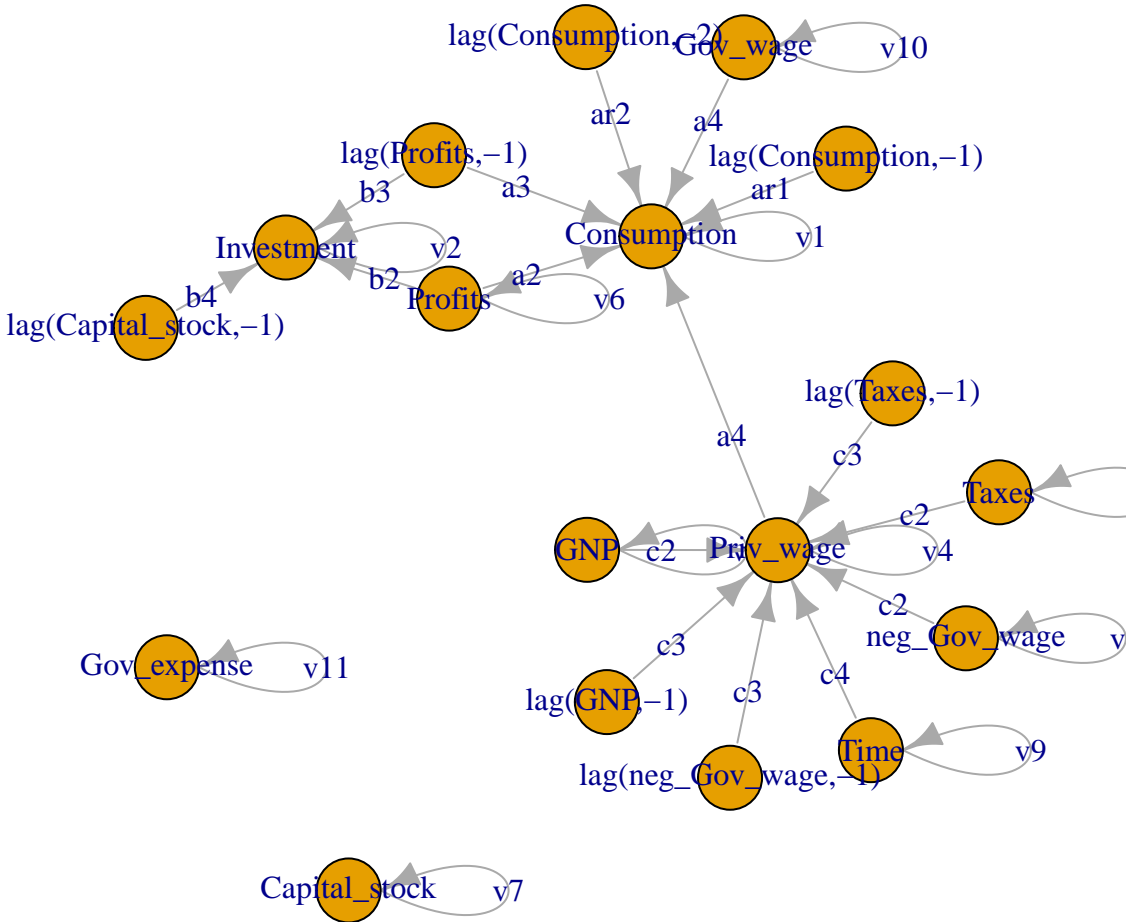 lag(Consumption,−2)
Gov_wage
v10
ar2
a4
lag(Profits,−1)
lag(Consumption,−1)
b3
a3
ar1
Investment
v2
Consumption
v1
b2
a2
b4
Profits
v6
lag(Capital_stock,−1)
lag(Taxes,−1)
a4
c3
Taxes
c2
GNP
c2
v
Priv_wage
v4
c2
neg_Gov_wage
v
c3
Gov_expense
v11
c4
lag(GNP,−1)
c3
Time
v9
lag(neg_Gov_wage,−1)
Capital_stock
v7